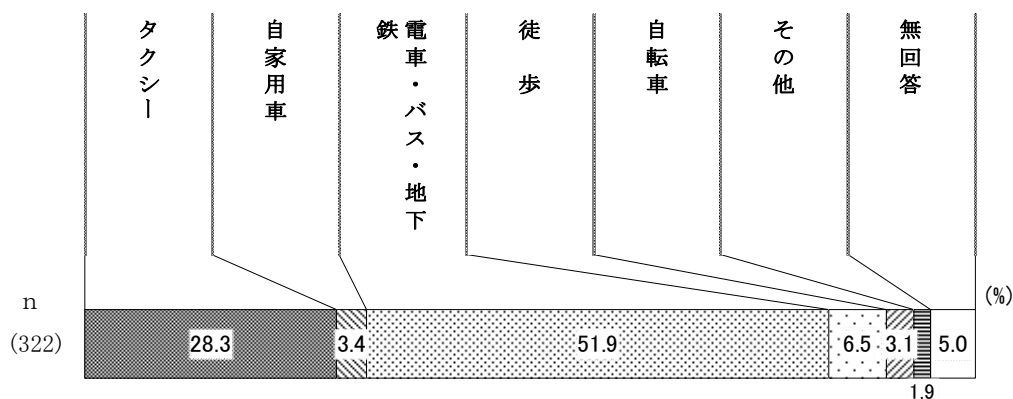 タクシー
自家用車
電車・バス・地下
鉄
徒 歩
自転車
その他
無回答
(%)
n
(322)
28.3
3.4
51.9
6.5
3.1
5.0
1.9